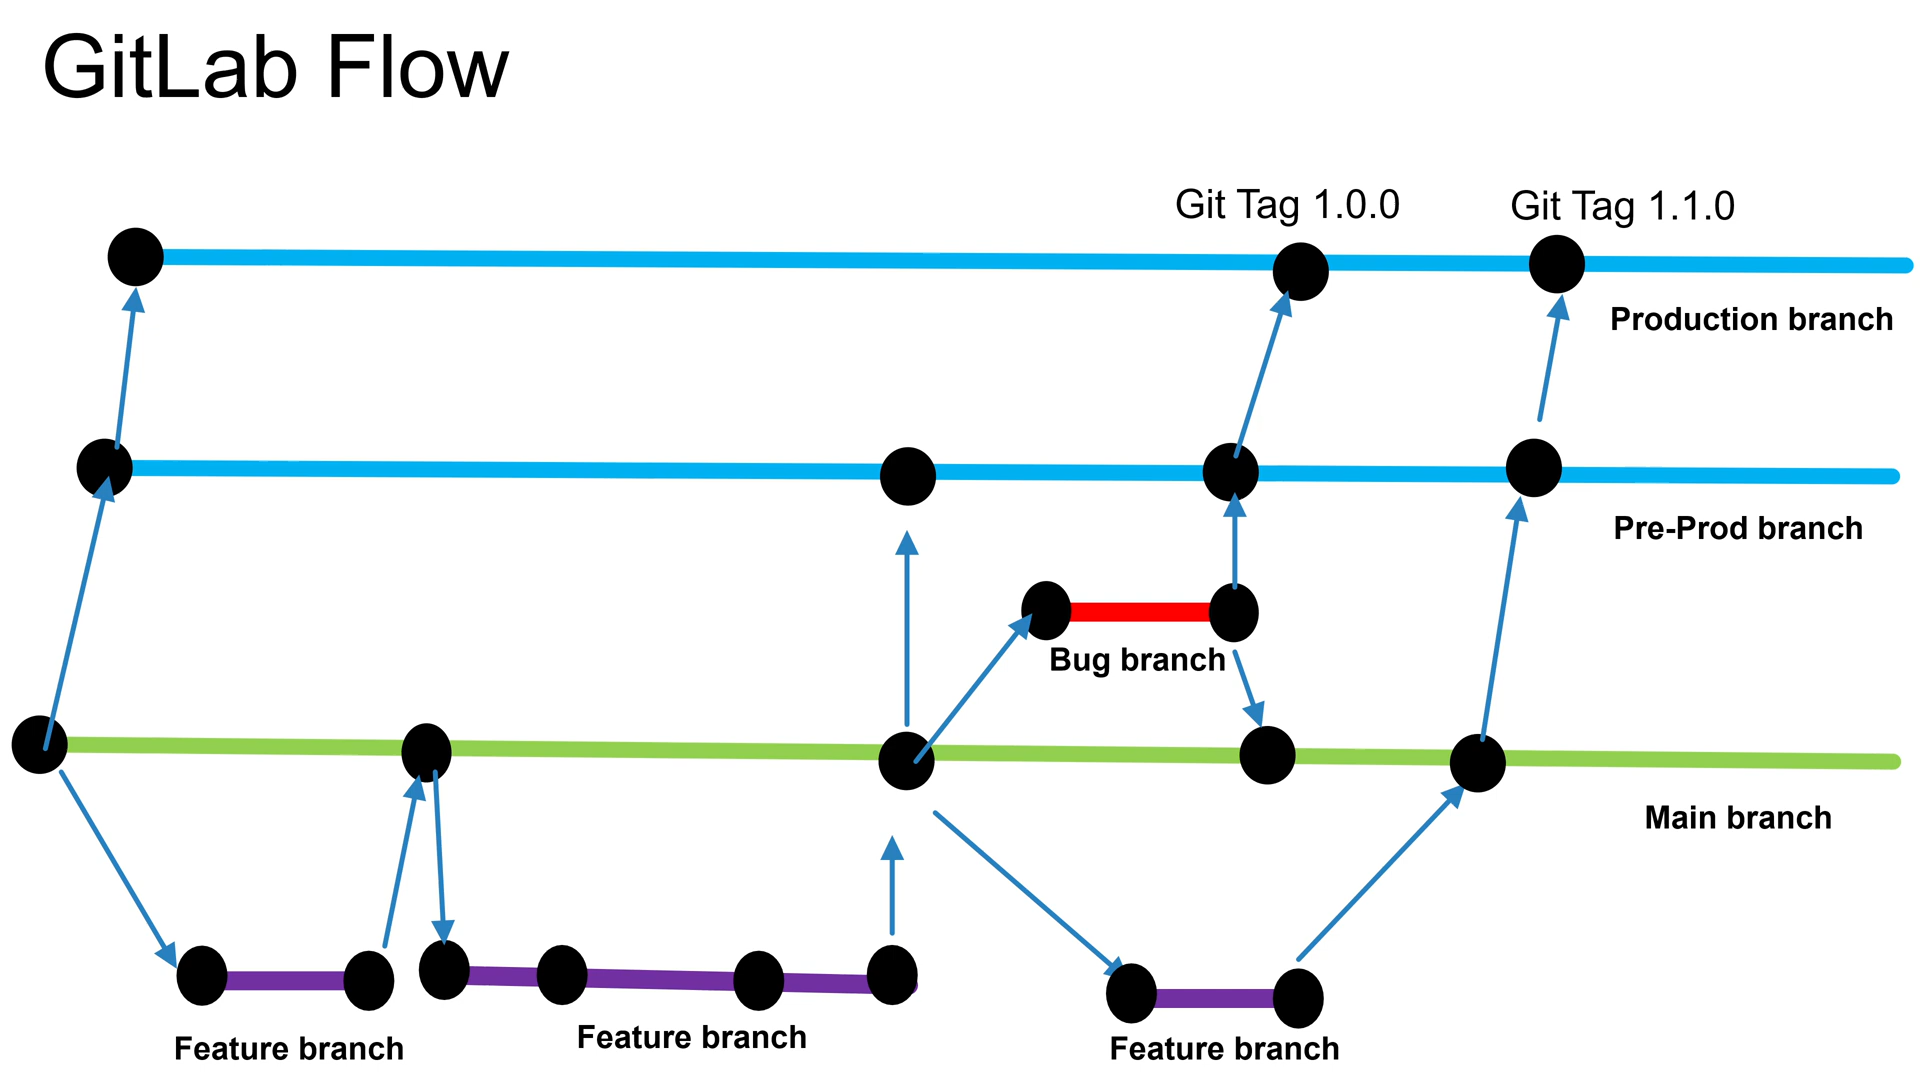 GitLab Flow
Git Tag 1.0.0
Git Tag 1.1.0
Production branch
Pre-Prod branch
Bug branch
Main branch
Feature branch
Feature branch
Feature branch